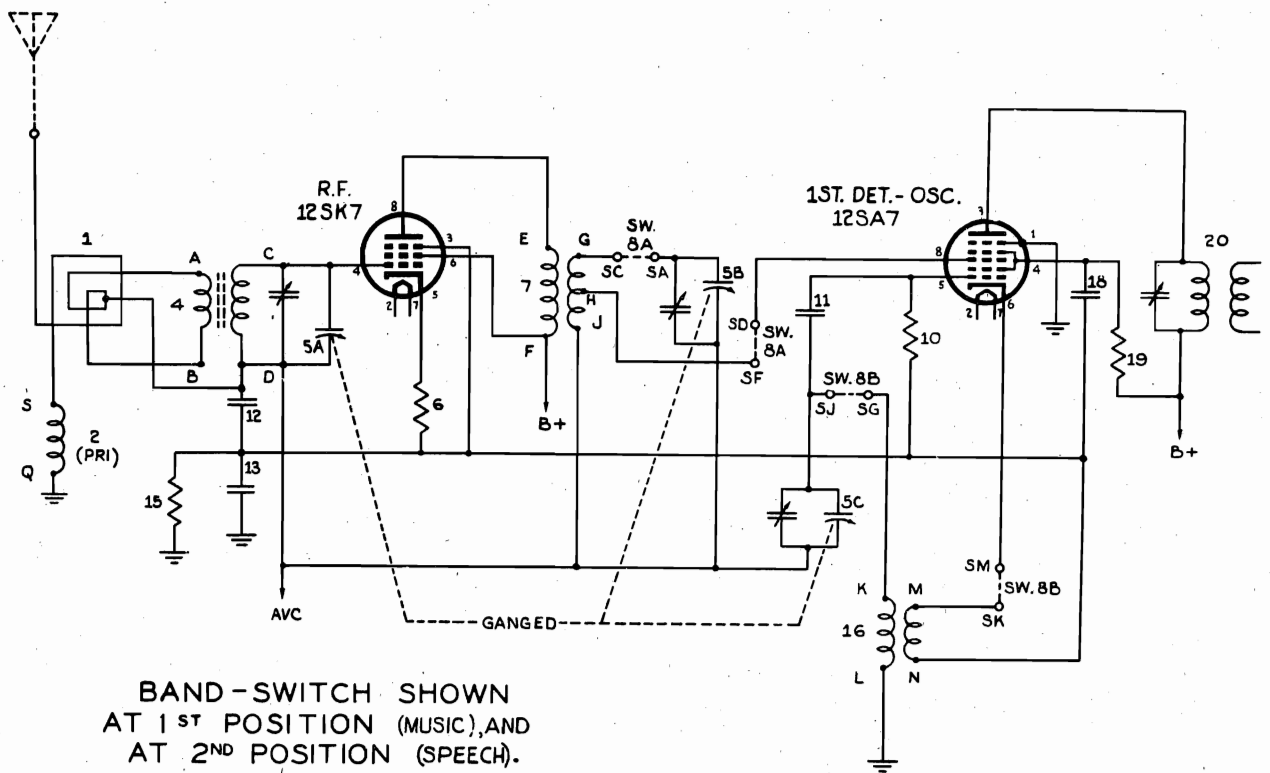 R.F.
12SK7
1ST. DET.- OSC.
12SA7
8
3
6
4
5
2
7
3
1
8
4
5
6
2
7
1
A
4
B
C
D
5A
E
7
F
G
H
J
SW.
8A
SC
SA
5B
SD
SW.
8A
SF
11
10
18
19
20
B+
B+
S
2
(PRI)
Q
12
13
15
6
SW. 8B
SJ
SG
5C
AVC
GANGED
K
16
L
M
N
SM
SW. 8B
SK
BAND-SWITCH SHOWN
AT 1ST POSITION (MUSIC), AND
AT 2ND POSITION (SPEECH).